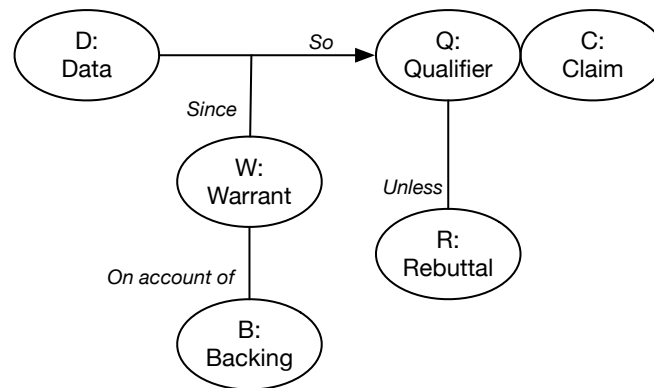 D:
Data
So
Q:
Qualifier
C:
Claim
Since
W:
Warrant
Unless
R:
Rebuttal
On account of
B:
Backing